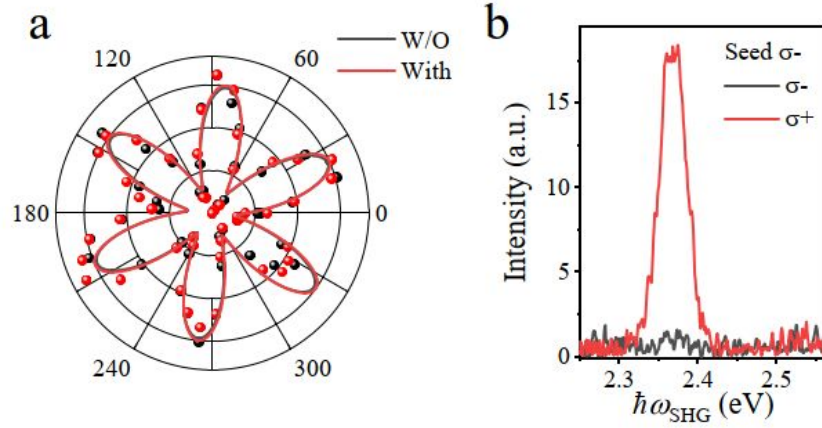 a
W/O
With
120
60
180
0
240
300
b
Seed σ-
σ-
σ+
Intensity (a.u.)
15
10
5
0
2.3
2.4
2.5
ħωSHG (eV)